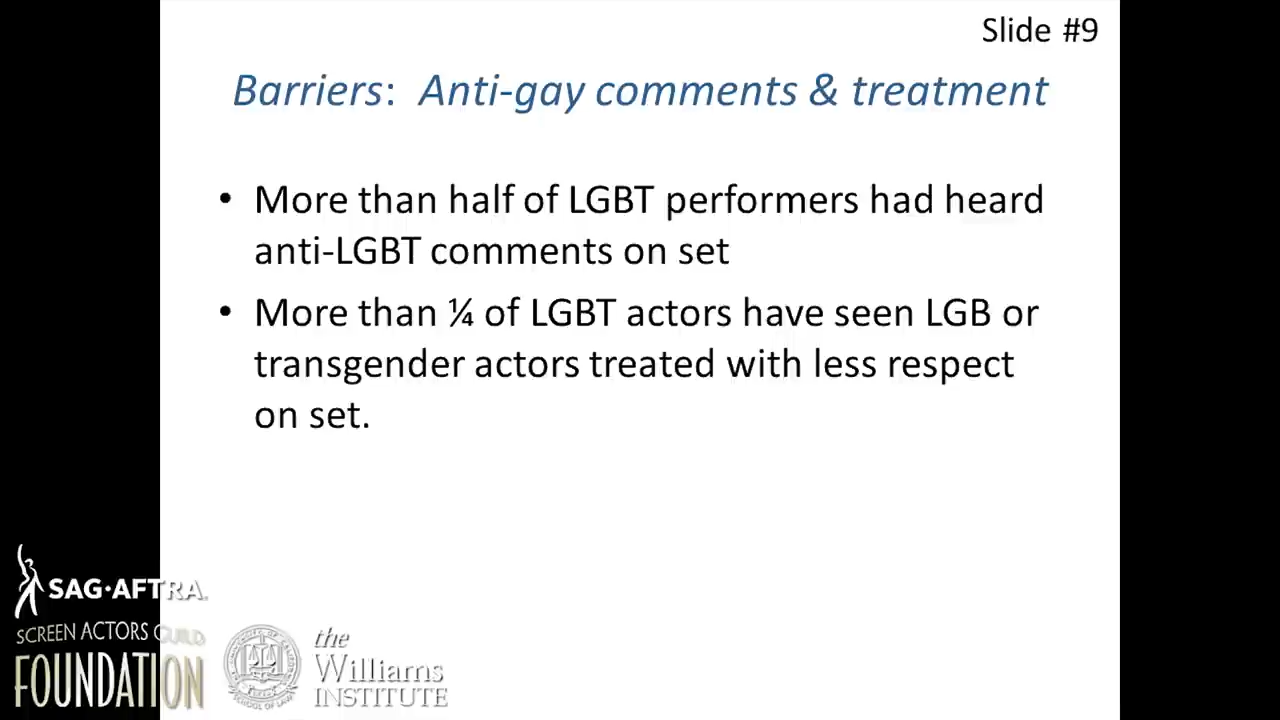 Slide #9
Barriers:  Anti-gay comments & treatment
• More than half of LGBT performers had heard
anti-LGBT comments on set
• More than ¼ of LGBT actors have seen LGB or
transgender actors treated with less respect
on set.
SAG·AFTRA.
SCREEN ACTORS GUILD
FOUNDATION
the
Williams
INSTITUTE